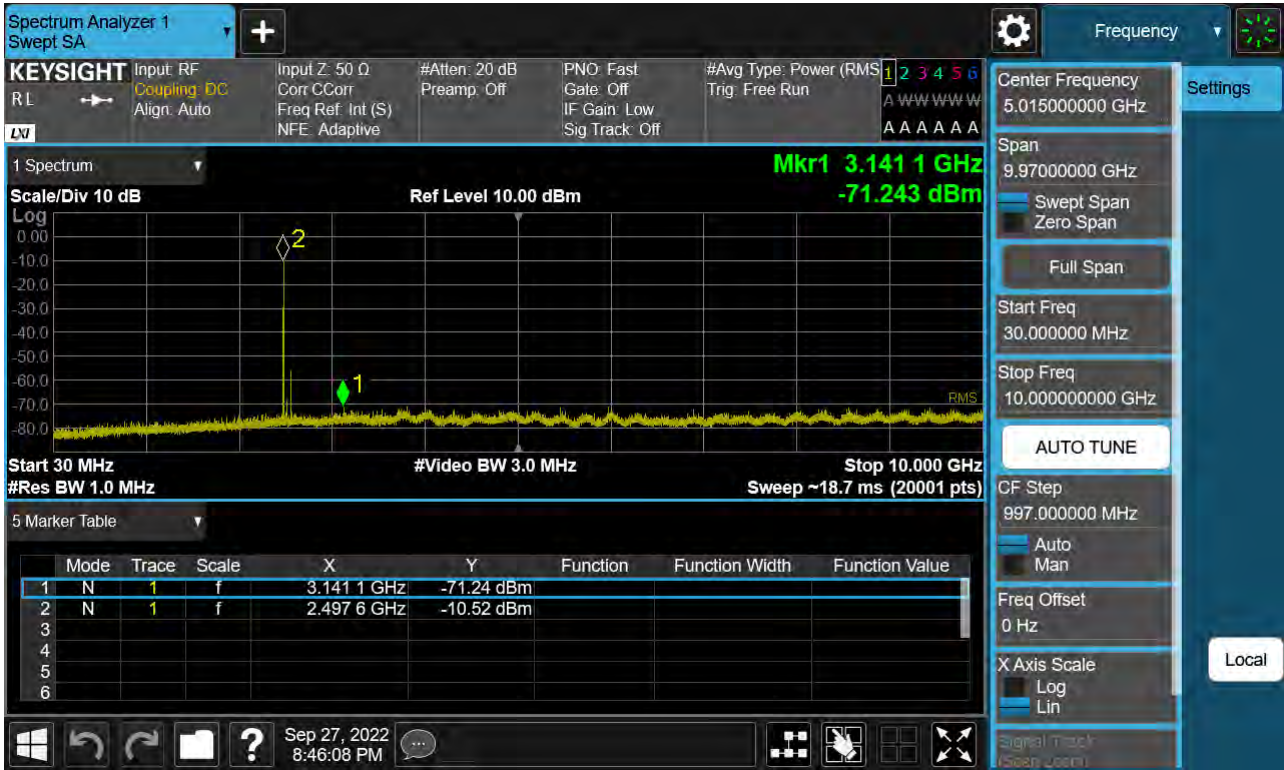 Spectrum Analyzer 1
Swept SA
Frequency
KEYSIGHT
RL
LXI
Input: RF
Coupling: DC
Align: Auto
Input Z: 50 Ω
Corr CCorr
Freq Ref: Int (S)
NFE: Adaptive
#Atten: 20 dB
Preamp: Off
PNO: Fast
Gate: Off
IF Gain: Low
Sig Track: Off
#Avg Type: Power (RMS
Trig: Free Run
1 2 3 4 5 6
A W W W W W
A A A A A A
1 Spectrum
Mkr1 3.141 1 GHz
-71.243 dBm
Scale/Div 10 dB
Ref Level 10.00 dBm
Log
0.00
-10.0
-20.0
-30.0
-40.0
-50.0
-60.0
-70.0
-80.0
2
1
RMS
Start 30 MHz
#Video BW 3.0 MHz
Stop 10.000 GHz
#Res BW 1.0 MHz
Sweep ~18.7 ms (20001 pts)
5 Marker Table
Mode Trace Scale X Y Function Function Width Function Value
1 N 1 f 3.141 1 GHz -71.24 dBm
2 N 1 f 2.497 6 GHz -10.52 dBm
3
4
5
6
?
Sep 27, 2022
8:46:08 PM
Center Frequency
5.015000000 GHz
Span
9.97000000 GHz
Swept Span
Zero Span
Full Span
Start Freq
30.000000 MHz
Stop Freq
10.000000000 GHz
AUTO TUNE
CF Step
997.000000 MHz
Auto
Man
Freq Offset
0 Hz
X Axis Scale
Log
Lin
Signal Track
(Span Zoom)
Settings
Local